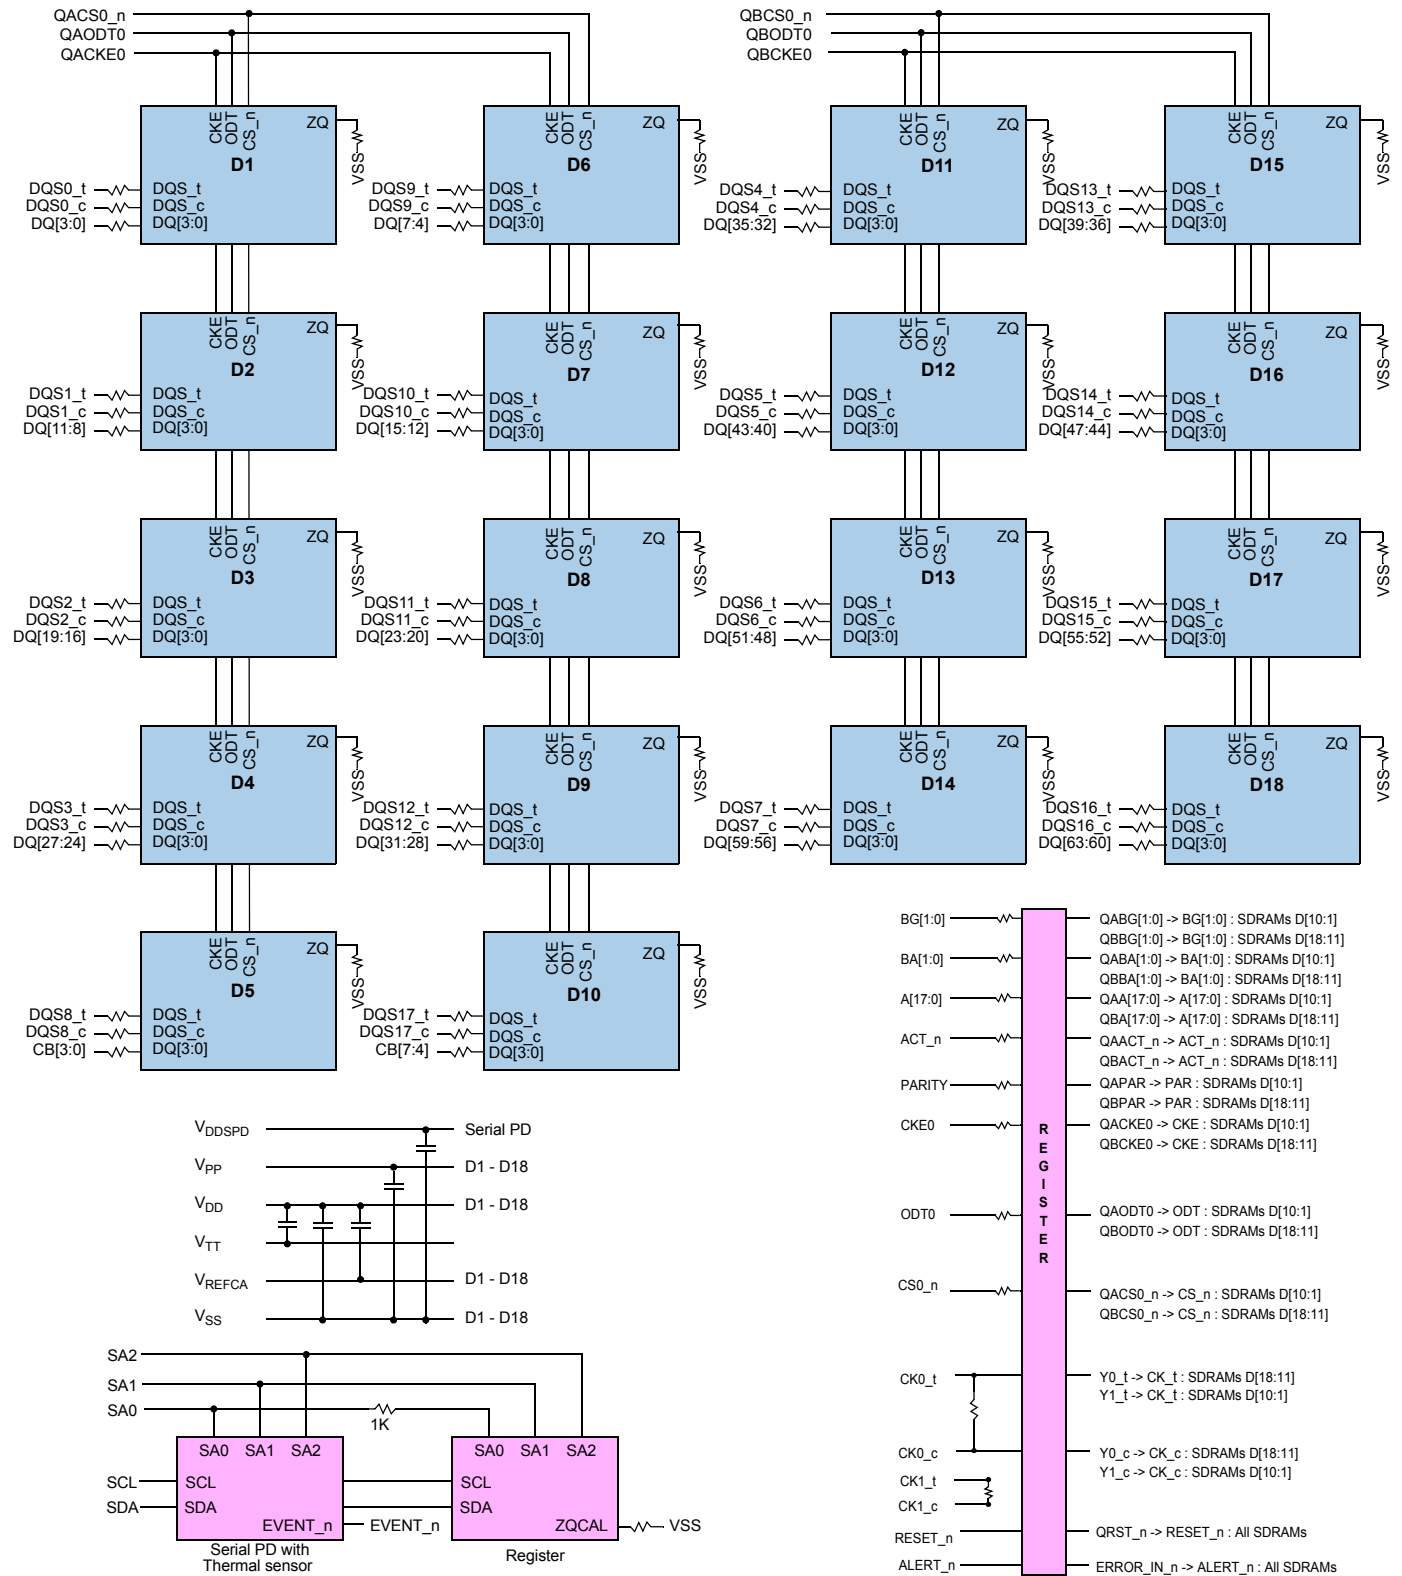 QACS0_n
QAODT0
QACKE0
QBCS0_n
QBODT0
QBCKE0
CKE ODT CS_n ZQ
D1
VSS
DQS0_t DQS_t
DQS0_c DQS_c
DQ[3:0] DQ[3:0]
CKE ODT CS_n ZQ
D6
VSS
DQS9_t DQS_t
DQS9_c DQS_c
DQ[7:4] DQ[3:0]
CKE ODT CS_n ZQ
D11
VSS
DQS4_t DQS_t
DQS4_c DQS_c
DQ[35:32] DQ[3:0]
CKE ODT CS_n ZQ
D15
VSS
DQS13_t DQS_t
DQS13_c DQS_c
DQ[39:36] DQ[3:0]
CKE ODT CS_n ZQ
D2
VSS
DQS1_t DQS_t
DQS1_c DQS_c
DQ[11:8] DQ[3:0]
CKE ODT CS_n ZQ
D7
VSS
DQS10_t DQS_t
DQS10_c DQS_c
DQ[15:12] DQ[3:0]
CKE ODT CS_n ZQ
D12
VSS
DQS5_t DQS_t
DQS5_c DQS_c
DQ[43:40] DQ[3:0]
CKE ODT CS_n ZQ
D16
VSS
DQS14_t DQS_t
DQS14_c DQS_c
DQ[47:44] DQ[3:0]
CKE ODT CS_n ZQ
D3
VSS
DQS2_t DQS_t
DQS2_c DQS_c
DQ[19:16] DQ[3:0]
CKE ODT CS_n ZQ
D8
VSS
DQS11_t DQS_t
DQS11_c DQS_c
DQ[23:20] DQ[3:0]
CKE ODT CS_n ZQ
D13
VSS
DQS6_t DQS_t
DQS6_c DQS_c
DQ[51:48] DQ[3:0]
CKE ODT CS_n ZQ
D17
VSS
DQS15_t DQS_t
DQS15_c DQS_c
DQ[55:52] DQ[3:0]
CKE ODT CS_n ZQ
D4
VSS
DQS3_t DQS_t
DQS3_c DQS_c
DQ[27:24] DQ[3:0]
CKE ODT CS_n ZQ
D9
VSS
DQS12_t DQS_t
DQS12_c DQS_c
DQ[31:28] DQ[3:0]
CKE ODT CS_n ZQ
D14
VSS
DQS7_t DQS_t
DQS7_c DQS_c
DQ[59:56] DQ[3:0]
CKE ODT CS_n ZQ
D18
VSS
DQS16_t DQS_t
DQS16_c DQS_c
DQ[63:60] DQ[3:0]
CKE ODT CS_n ZQ
D5
VSS
DQS8_t DQS_t
DQS8_c DQS_c
CB[3:0] DQ[3:0]
CKE ODT CS_n ZQ
D10
VSS
DQS17_t DQS_t
DQS17_c DQS_c
CB[7:4] DQ[3:0]
VDDSPD Serial PD
VPP D1 - D18
VDD D1 - D18
VTT
VREFCA D1 - D18
VSS D1 - D18
SA2
SA1
SA0
1K
SA0 SA1 SA2
SCL SCL
SDA SDA
EVENT_n EVENT_n
Serial PD with
Thermal sensor
SA0 SA1 SA2
SCL
SDA
ZQCAL VSS
Register
REGISTER
BG[1:0] QABG[1:0] -> BG[1:0] : SDRAMs D[10:1]
QBBG[1:0] -> BG[1:0] : SDRAMs D[18:11]
BA[1:0] QABA[1:0] -> BA[1:0] : SDRAMs D[10:1]
QBBA[1:0] -> BA[1:0] : SDRAMs D[18:11]
A[17:0] QAA[17:0] -> A[17:0] : SDRAMs D[10:1]
QBA[17:0] -> A[17:0] : SDRAMs D[18:11]
ACT_n QAACT_n -> ACT_n : SDRAMs D[10:1]
QBACT_n -> ACT_n : SDRAMs D[18:11]
PARITY QAPAR -> PAR : SDRAMs D[10:1]
QBPAR -> PAR : SDRAMs D[18:11]
CKE0 QACKE0 -> CKE : SDRAMs D[10:1]
QBCKE0 -> CKE : SDRAMs D[18:11]
ODT0 QAODT0 -> ODT : SDRAMs D[10:1]
QBODT0 -> ODT : SDRAMs D[18:11]
CS0_n QACS0_n -> CS_n : SDRAMs D[10:1]
QBCS0_n -> CS_n : SDRAMs D[18:11]
CK0_t Y0_t -> CK_t : SDRAMs D[18:11]
Y1_t -> CK_t : SDRAMs D[10:1]
CK0_c Y0_c -> CK_c : SDRAMs D[18:11]
Y1_c -> CK_c : SDRAMs D[10:1]
CK1_t
CK1_c
RESET_n QRST_n -> RESET_n : All SDRAMs
ALERT_n ERROR_IN_n -> ALERT_n : All SDRAMs